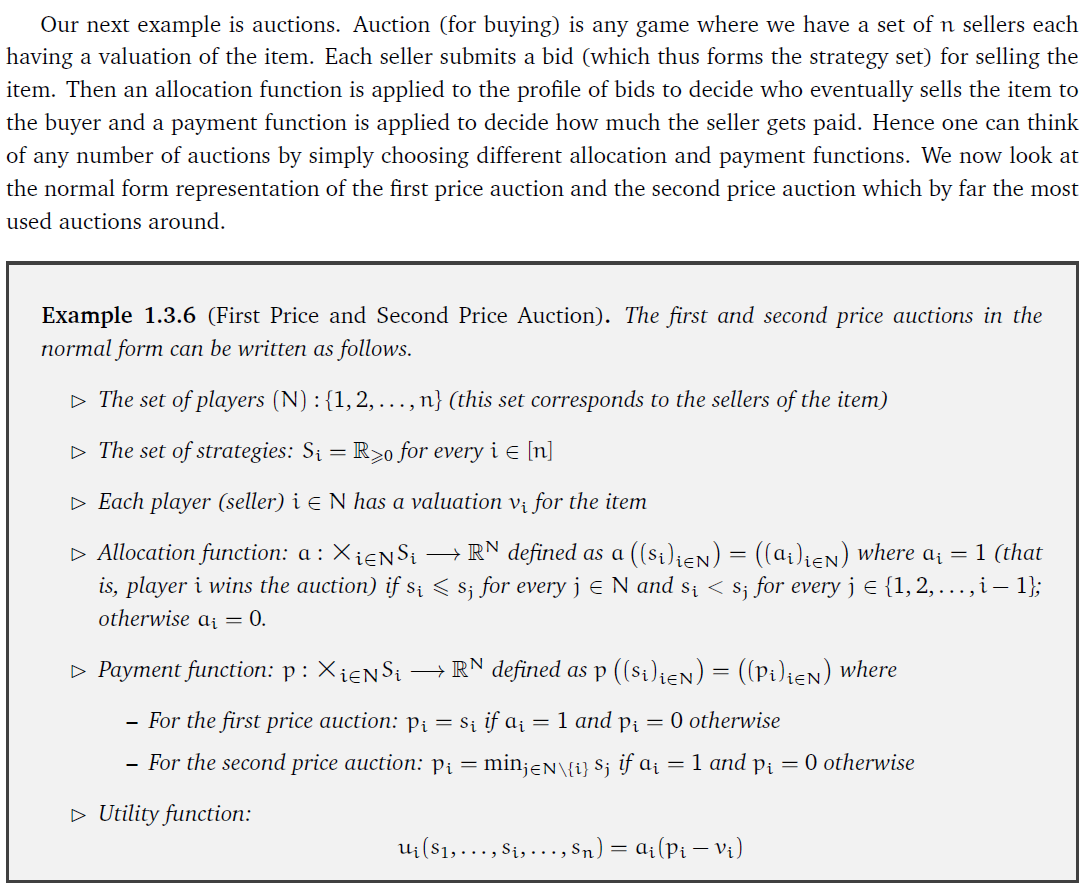 Our next example is auctions. Auction (for buying) is any game where we have a set of n sellers each
having a valuation of the item. Each seller submits a bid (which thus forms the strategy set) for selling the
item. Then an allocation function is applied to the profile of bids to decide who eventually sells the item to
the buyer and a payment function is applied to decide how much the seller gets paid. Hence one can think
of any number of auctions by simply choosing different allocation and payment functions. We now look at
the normal form representation of the first price auction and the second price auction which by far the most
used auctions around.
Example 1.3.6 (First Price and Second Price Auction). The first and second price auctions in the
normal form can be written as follows.
▷ The set of players (N) : {1, 2, . . . , n} (this set corresponds to the sellers of the item)
▷ The set of strategies: Sᵢ = ℝ⩾₀ for every i ∈ [n]
▷ Each player (seller) i ∈ N has a valuation vᵢ for the item
▷ Allocation function: a : ×_{i∈N} Sᵢ ⟶ ℝᴺ defined as a ((sᵢ)_{i∈N}) = ((aᵢ)_{i∈N}) where aᵢ = 1 (that
is, player i wins the auction) if sᵢ ⩽ sⱼ for every j ∈ N and sᵢ < sⱼ for every j ∈ {1, 2, . . . , i − 1};
otherwise aᵢ = 0.
▷ Payment function: p : ×_{i∈N} Sᵢ ⟶ ℝᴺ defined as p ((sᵢ)_{i∈N}) = ((pᵢ)_{i∈N}) where
– For the first price auction: pᵢ = sᵢ if aᵢ = 1 and pᵢ = 0 otherwise
– For the second price auction: pᵢ = min_{j∈N\{i}} sⱼ if aᵢ = 1 and pᵢ = 0 otherwise
▷ Utility function:
uᵢ(s₁, . . . , sᵢ, . . . , sₙ) = aᵢ(pᵢ − vᵢ)